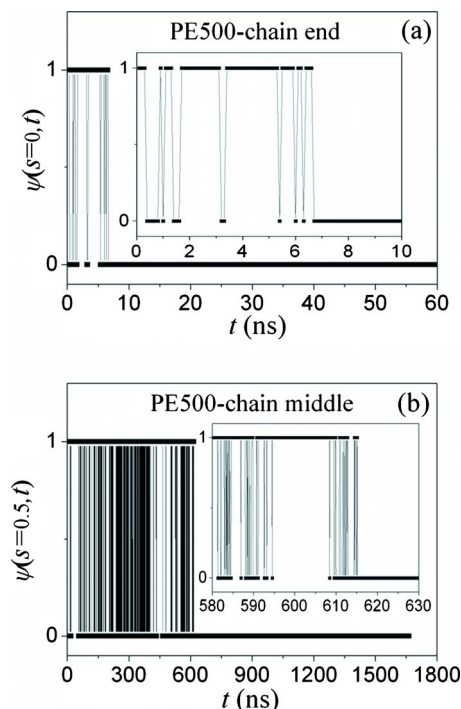 PE500-chain end (a)
1
0
ψ(s=0,t)
1
0
0 2 4 6 8 10
0 10 20 30 40 50 60
t (ns)
PE500-chain middle (b)
1
0
ψ(s=0.5,t)
1
0
580 590 600 610 620 630
0 300 600 900 1200 1500 1800
t (ns)